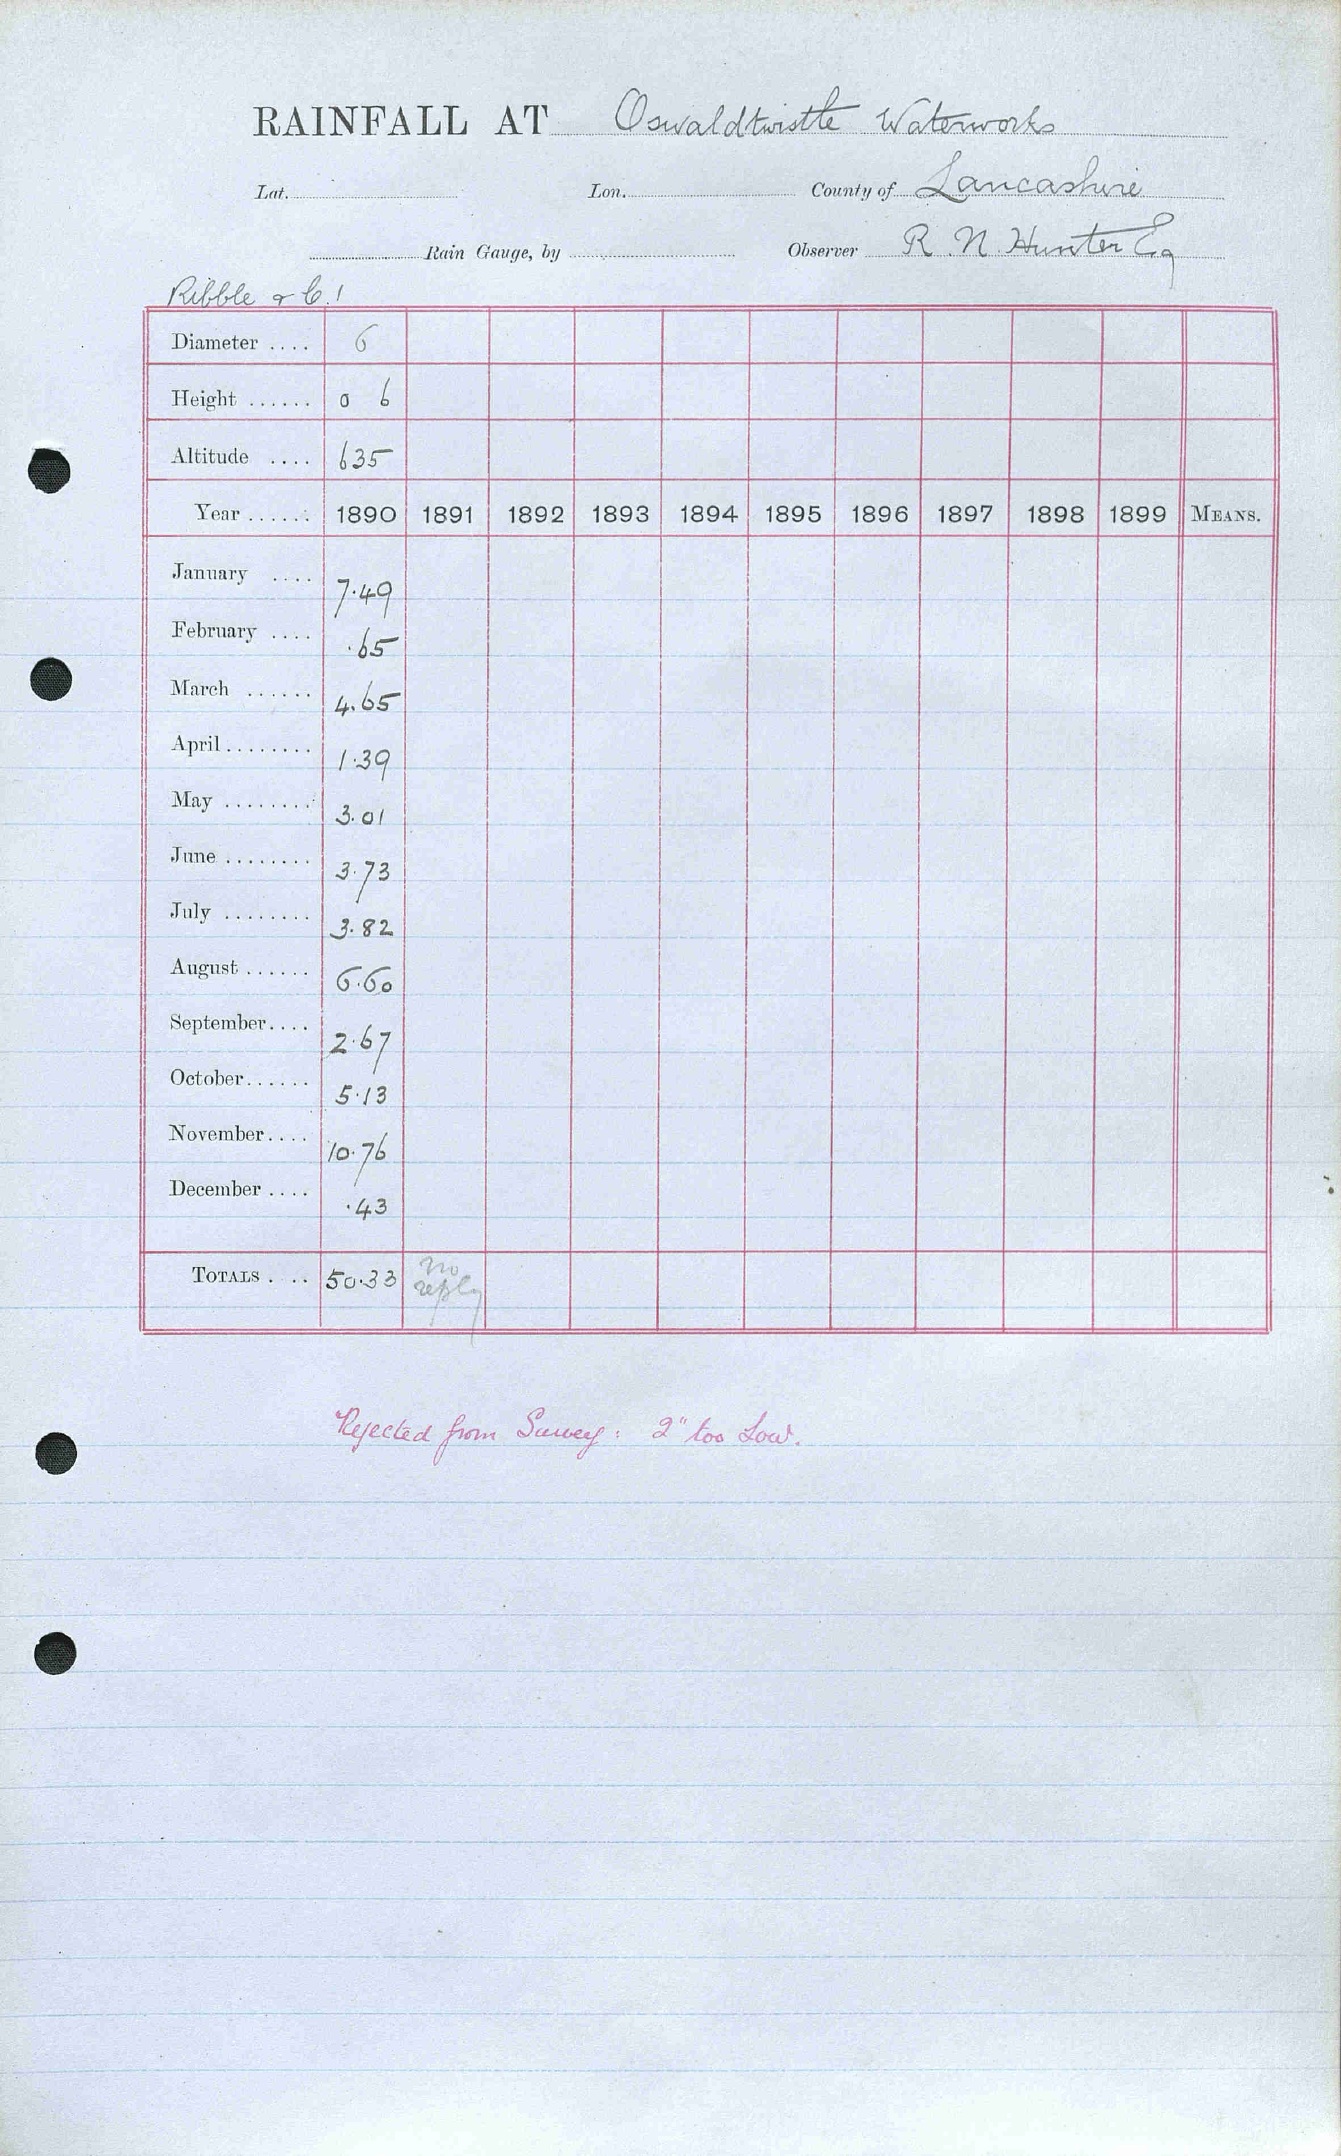 RAINFALL AT Oswaldtwistle Waterworks
Lat. Lon. County of Lancashire
Rain Gauge, by Observer R. N. Hunter Esq
Ribble &
Diameter .... 6
Height ...... 0 6
Altitude .... 635
Year ...... 1890 1891 1892 1893 1894 1895 1896 1897 1898 1899 MEANS.
January .... 7.49
February .... .65
March ...... 4.65
April ........ 1.39
May ........ 3.01
June ........ 3.73
July ........ 3.82
August ...... 6.60
September.... 2.67
October...... 5.13
November.... 10.76
December .... .43
TOTALS . .. 50.33 no reply
Rejected from Survey: 2" too Low.